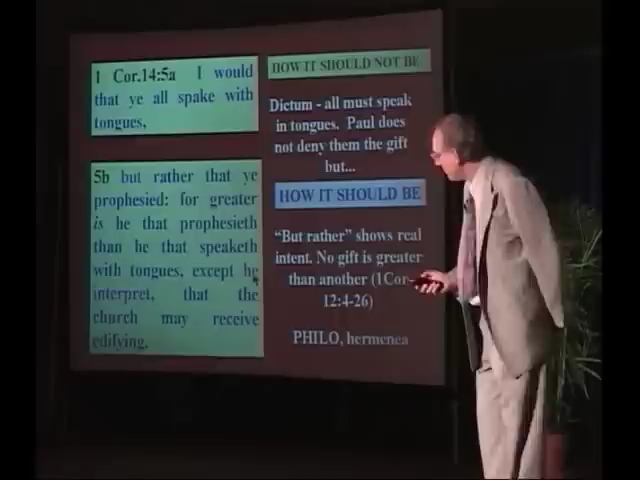 1 Cor.14:5a I would
that ye all spake with
tongues,
5b but rather that ye
prophesied: for greater
is he that prophesieth
than he that speaketh
with tongues, except he
interpret, that the
church may receive
edifying.
HOW IT SHOULD NOT BE
Dictum - all must speak
in tongues. Paul does
not deny them the gift
but...
HOW IT SHOULD BE
“But rather” shows real
intent. No gift is greater
than another (1Cor-
12:4-26)
PHILO, hermenea